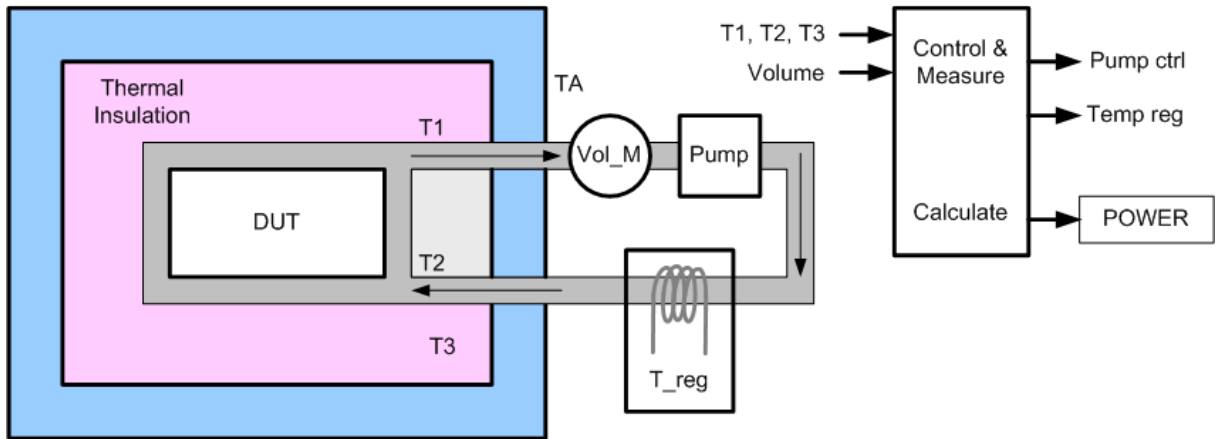 Thermal
Insulation
T1
DUT
T2
T3
TA
Vol_M
Pump
T_reg
T1, T2, T3
Volume
Control &
Measure
Calculate
Pump ctrl
Temp reg
POWER